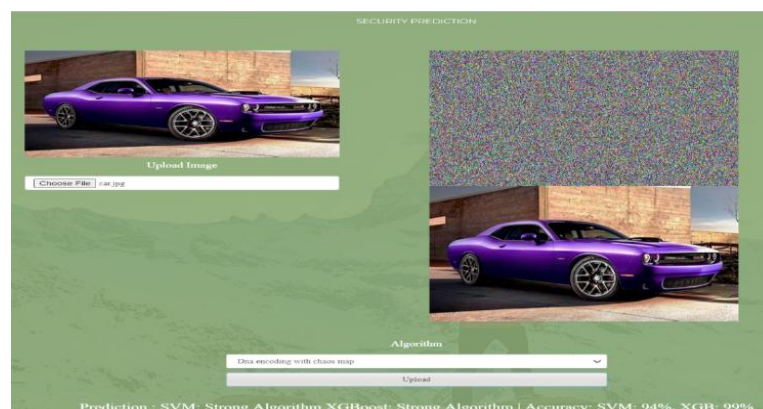 SECURITY PREDICTION
Upload Image
Choose File car.jpg
Algorithm
Dna encoding with chaos map
Upload
Prediction : SVM: Strong Algorithm XGBoost: Strong Algorithm | Accuracy: SVM: 94%, XGB: 99%